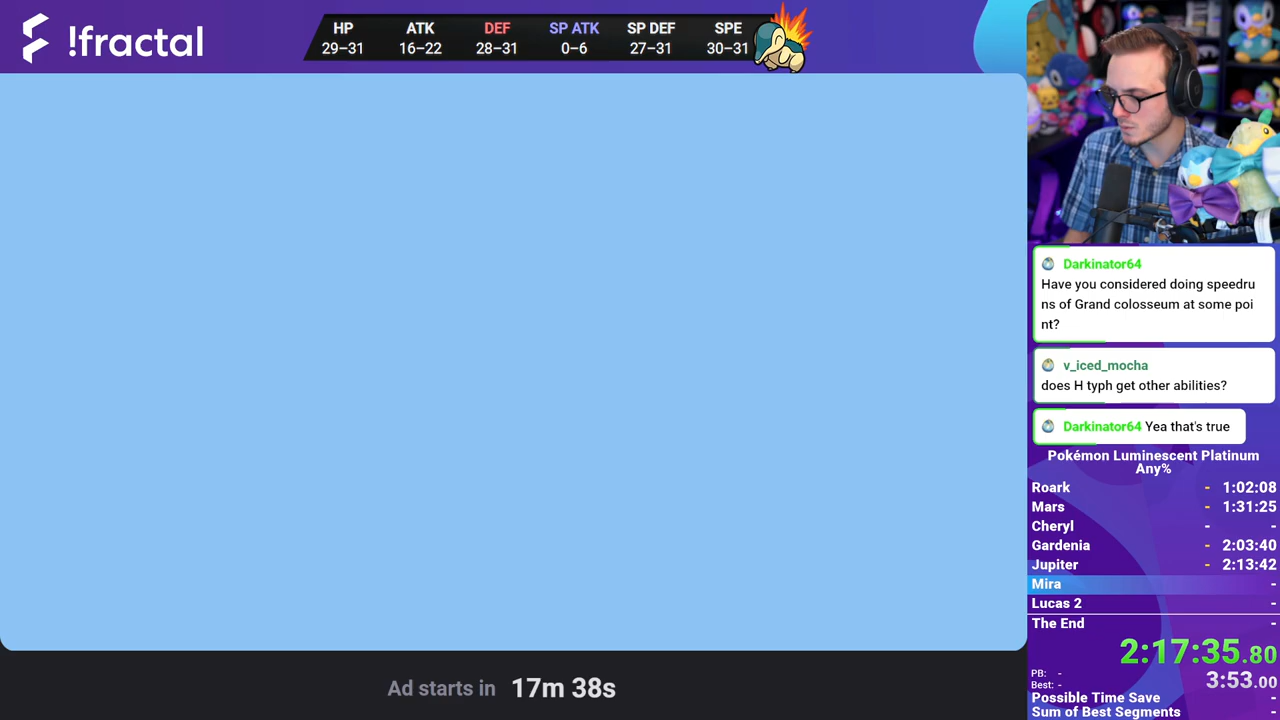 !fractal
HP ATK DEF SP ATK SP DEF SPE
29–31 16–22 28–31 0–6 27–31 30–31
Darkinator64
Have you considered doing speedru
ns of Grand colosseum at some poi
nt?
v_iced_mocha
does H typh get other abilities?
Darkinator64 Yea that's true
Pokémon Luminescent Platinum
Any%
Roark - 1:02:08
Mars - 1:31:25
Cheryl - -
Gardenia - 2:03:40
Jupiter - 2:13:42
Mira -
Lucas 2 -
The End -
2:17:35.80
PB: -
Best: - 3:53.00
Possible Time Save -
Sum of Best Segments -
Ad starts in 17m 38s